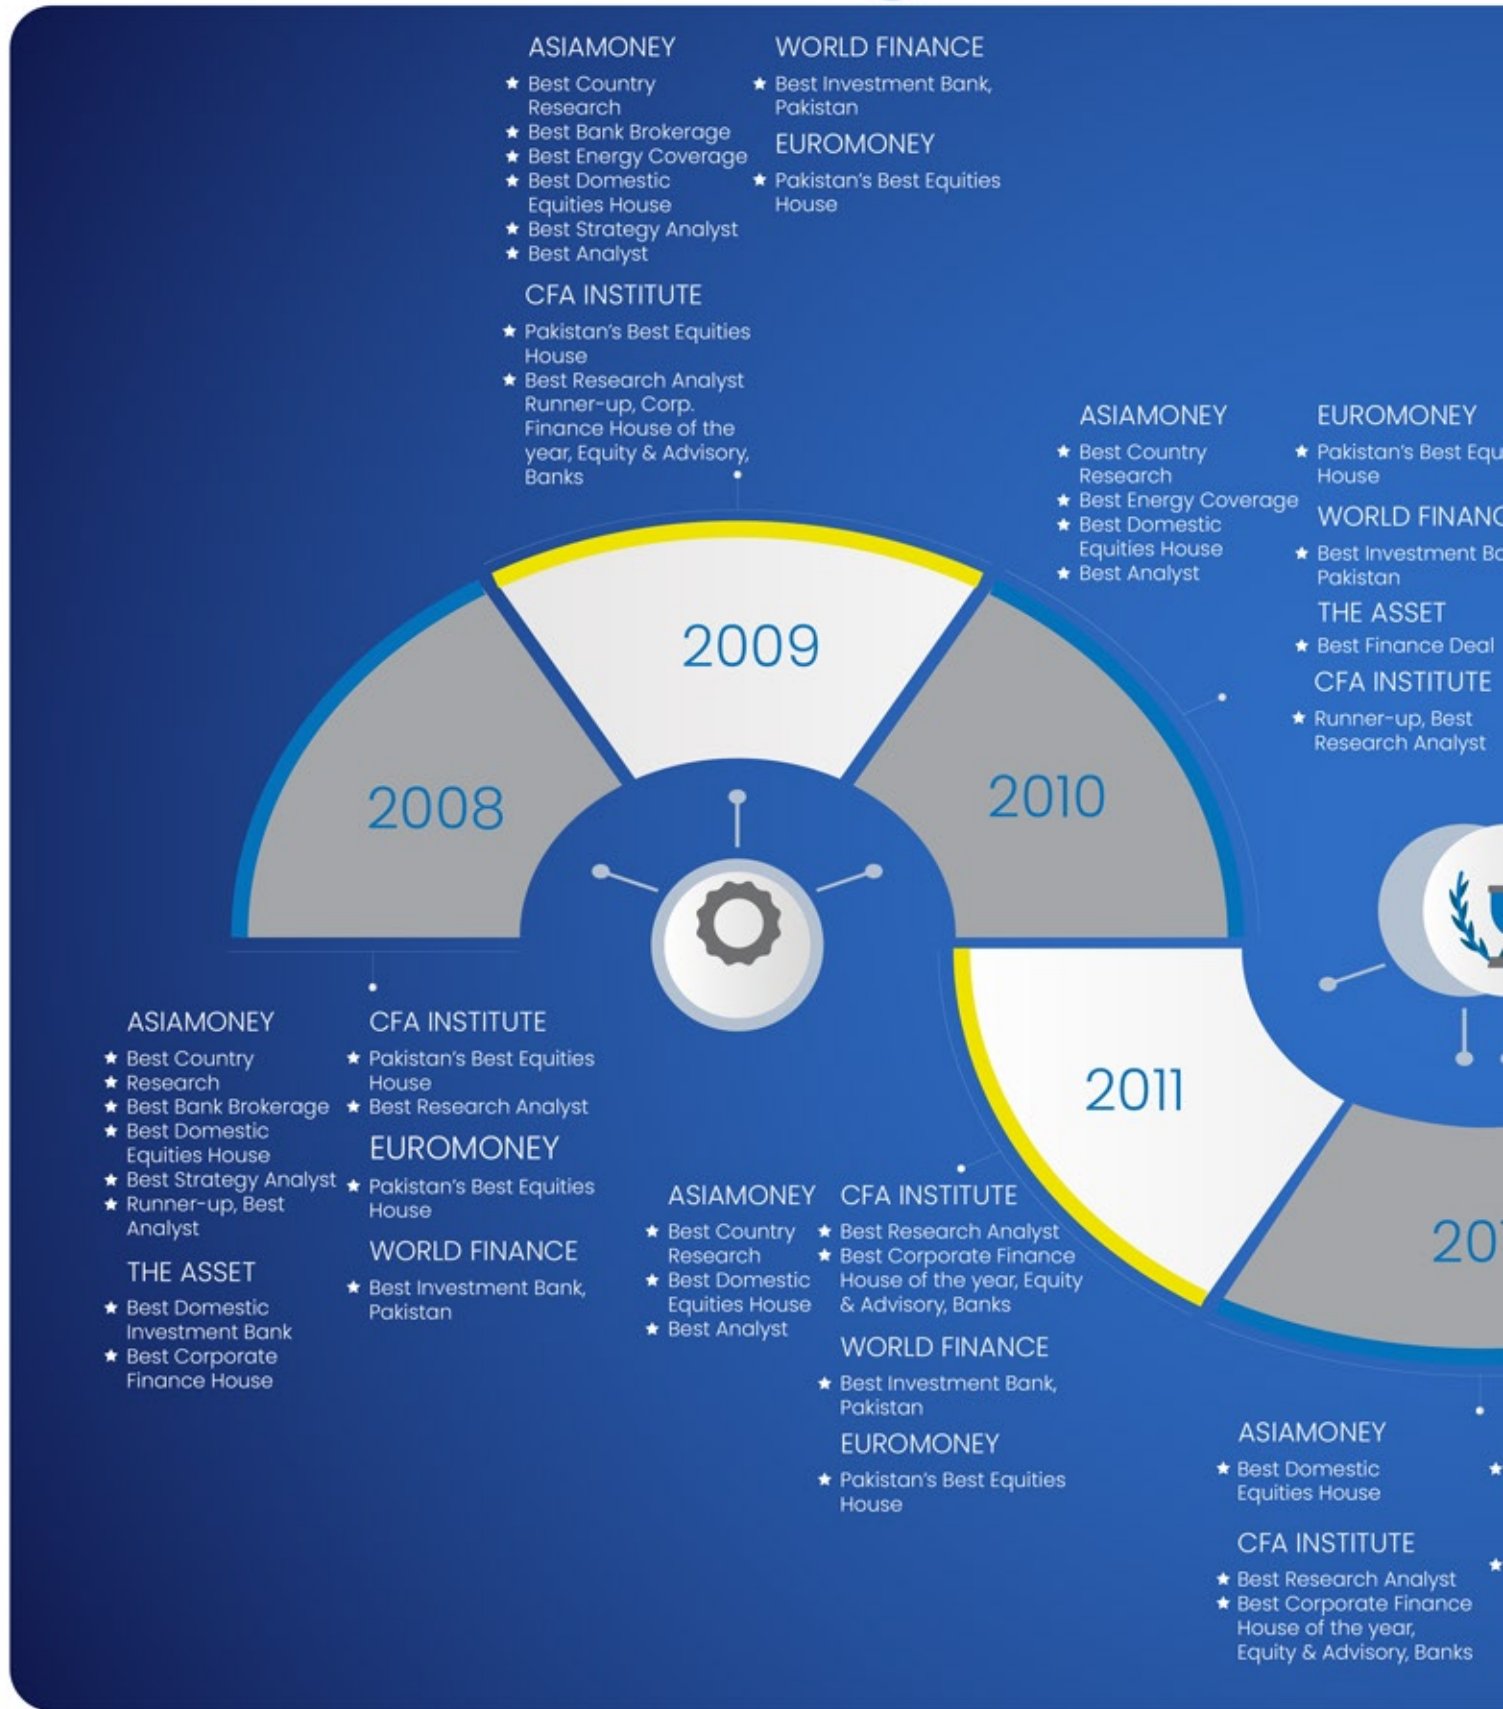 ASIAMONEY
Best Country
Research
Best Bank Brokerage
Best Energy Coverage
Best Domestic
Equities House
Best Strategy Analyst
Best Analyst
CFA INSTITUTE
Pakistan's Best Equities
House
Best Research Analyst
Runner-up, Corp.
Finance House of the
year, Equity & Advisory,
Banks
WORLD FINANCE
Best Investment Bank,
Pakistan
EUROMONEY
Pakistan's Best Equities
House
ASIAMONEY
Best Country
Research
Best Energy Coverage
Best Domestic
Equities House
Best Analyst
EUROMONEY
Pakistan's Best
House
WORLD
Best Investment
Pakistan
THE ASSET
Best Finance Deal
CFA INSTITUTE
Runner-up, Best
Research Analyst
2009
2008
2010
2011
ASIAMONEY
Best Country
Research
Best Bank Brokerage
Best Domestic
Equities House
Best Strategy Analyst
Runner-up, Best
Analyst
THE ASSET
Best Domestic
Investment Bank
Best Corporate
Finance House
CFA INSTITUTE
Pakistan's Best Equities
House
Best Research Analyst
EUROMONEY
Pakistan's Best Equities
House
WORLD FINANCE
Best Investment Bank,
Pakistan
ASIAMONEY
Best Country
Research
Best Domestic
Equities House
Best Analyst
CFA INSTITUTE
Best Research Analyst
Best Corporate Finance
House of the year, Equity
& Advisory, Banks
WORLD FINANCE
Best Investment Bank,
Pakistan
EUROMONEY
Pakistan's Best Equities
House
ASIAMONEY
Best Domestic
Equities House
CFA INSTITUTE
Best Research Analyst
Best Corporate Finance
House of the year,
Equity & Advisory, Banks